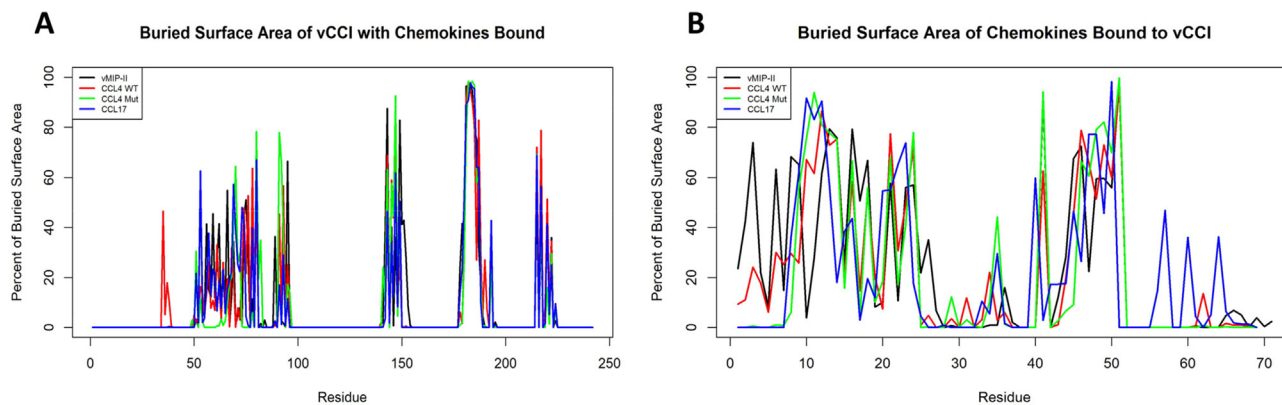 A
Buried Surface Area of vCCI with Chemokines Bound
Percent of Buried Surface Area
100
80
60
40
20
0
vMIP-II
CCL4 WT
CCL4 Mut
CCL17
0
50
100
150
200
250
Residue
B
Buried Surface Area of Chemokines Bound to vCCI
Percent of Buried Surface Area
100
80
60
40
20
0
vMIP-II
CCL4 WT
CCL4 Mut
CCL17
0
10
20
30
40
50
60
70
Residue